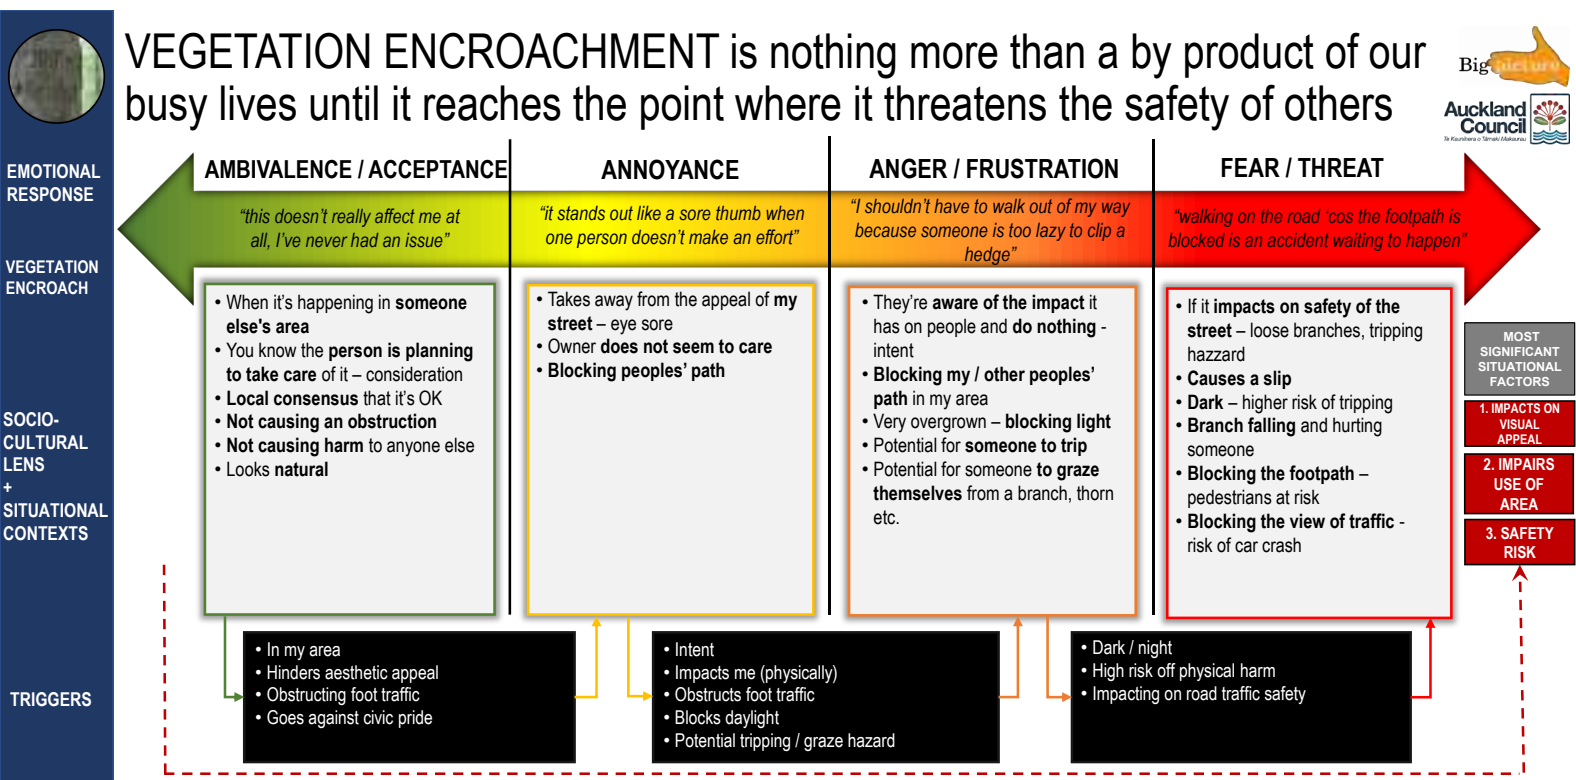 VEGETATION ENCROACHMENT is nothing more than a by product of our
busy lives until it reaches the point where it threatens the safety of others
Big picture
Auckland
Council
Te Kaunihera o Tāmaki Makaurau
EMOTIONAL
RESPONSE
AMBIVALENCE / ACCEPTANCE
ANNOYANCE
ANGER / FRUSTRATION
FEAR / THREAT
“this doesn’t really affect me at
all, I’ve never had an issue”
“it stands out like a sore thumb when
one person doesn’t make an effort”
“I shouldn’t have to walk out of my way
because someone is too lazy to clip a
hedge”
“walking on the road ‘cos the footpath is
blocked is an accident waiting to happen”
VEGETATION
ENCROACH
SOCIO-
CULTURAL
LENS
+
SITUATIONAL
CONTEXTS
• When it’s happening in someone
else's area
• You know the person is planning
to take care of it – consideration
• Local consensus that it’s OK
• Not causing an obstruction
• Not causing harm to anyone else
• Looks natural
• Takes away from the appeal of my
street – eye sore
• Owner does not seem to care
• Blocking peoples’ path
• They’re aware of the impact it
has on people and do nothing -
intent
• Blocking my / other peoples’
path in my area
• Very overgrown – blocking light
• Potential for someone to trip
• Potential for someone to graze
themselves from a branch, thorn
etc.
• If it impacts on safety of the
street – loose branches, tripping
hazzard
• Causes a slip
• Dark – higher risk of tripping
• Branch falling and hurting
someone
• Blocking the footpath –
pedestrians at risk
• Blocking the view of traffic -
risk of car crash
MOST
SIGNIFICANT
SITUATIONAL
FACTORS
1. IMPACTS ON
VISUAL
APPEAL
2. IMPAIRS
USE OF
AREA
3. SAFETY
RISK
TRIGGERS
• In my area
• Hinders aesthetic appeal
• Obstructing foot traffic
• Goes against civic pride
• Intent
• Impacts me (physically)
• Obstructs foot traffic
• Blocks daylight
• Potential tripping / graze hazard
• Dark / night
• High risk off physical harm
• Impacting on road traffic safety